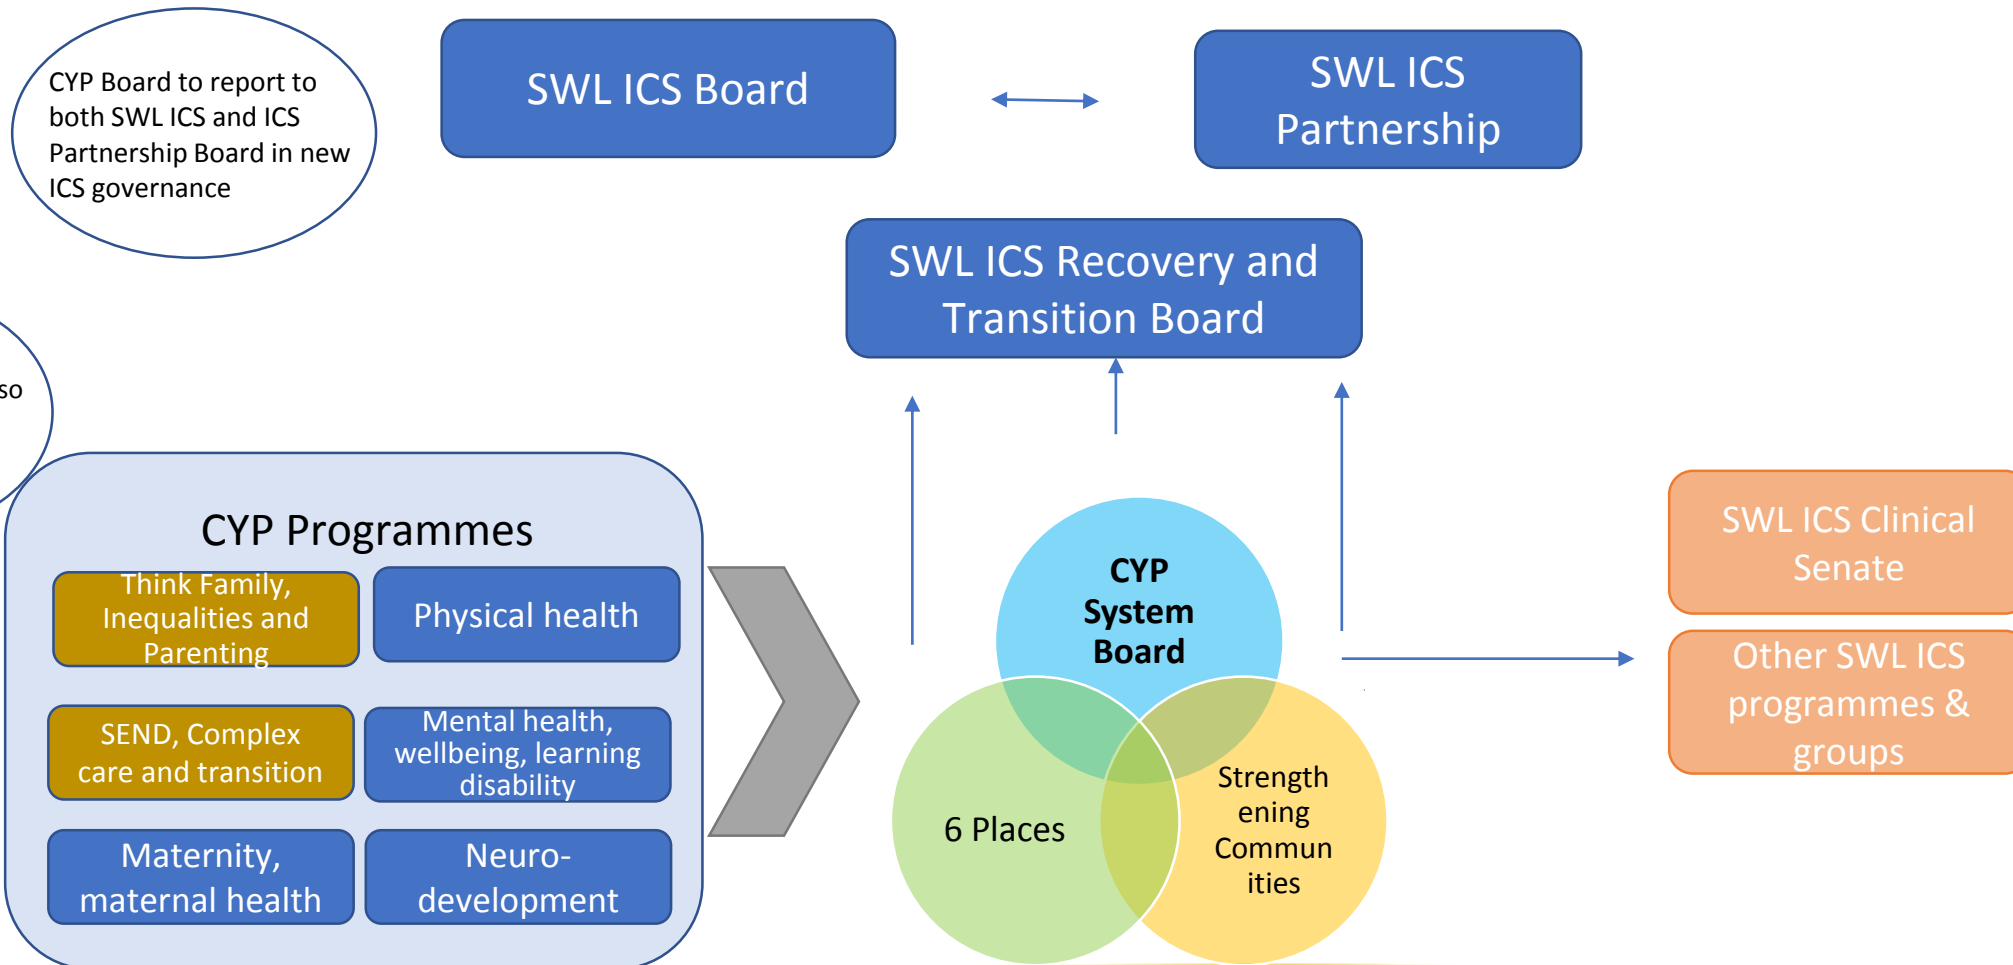 CYP Board to report to
both SWL ICS and ICS
Partnership Board in new
ICS governance
SWL ICS Board
SWL ICS
Partnership
SWL ICS Recovery and
Transition Board
so
CYP Programmes
Think Family,
Inequalities and
Parenting
Physical health
SEND, Complex
care and transition
Mental health,
wellbeing, learning
disability
Maternity,
maternal health
Neuro-
development
CYP
System
Board
6 Places
Strength
ening
Commun
ities
SWL ICS Clinical
Senate
Other SWL ICS
programmes &
groups